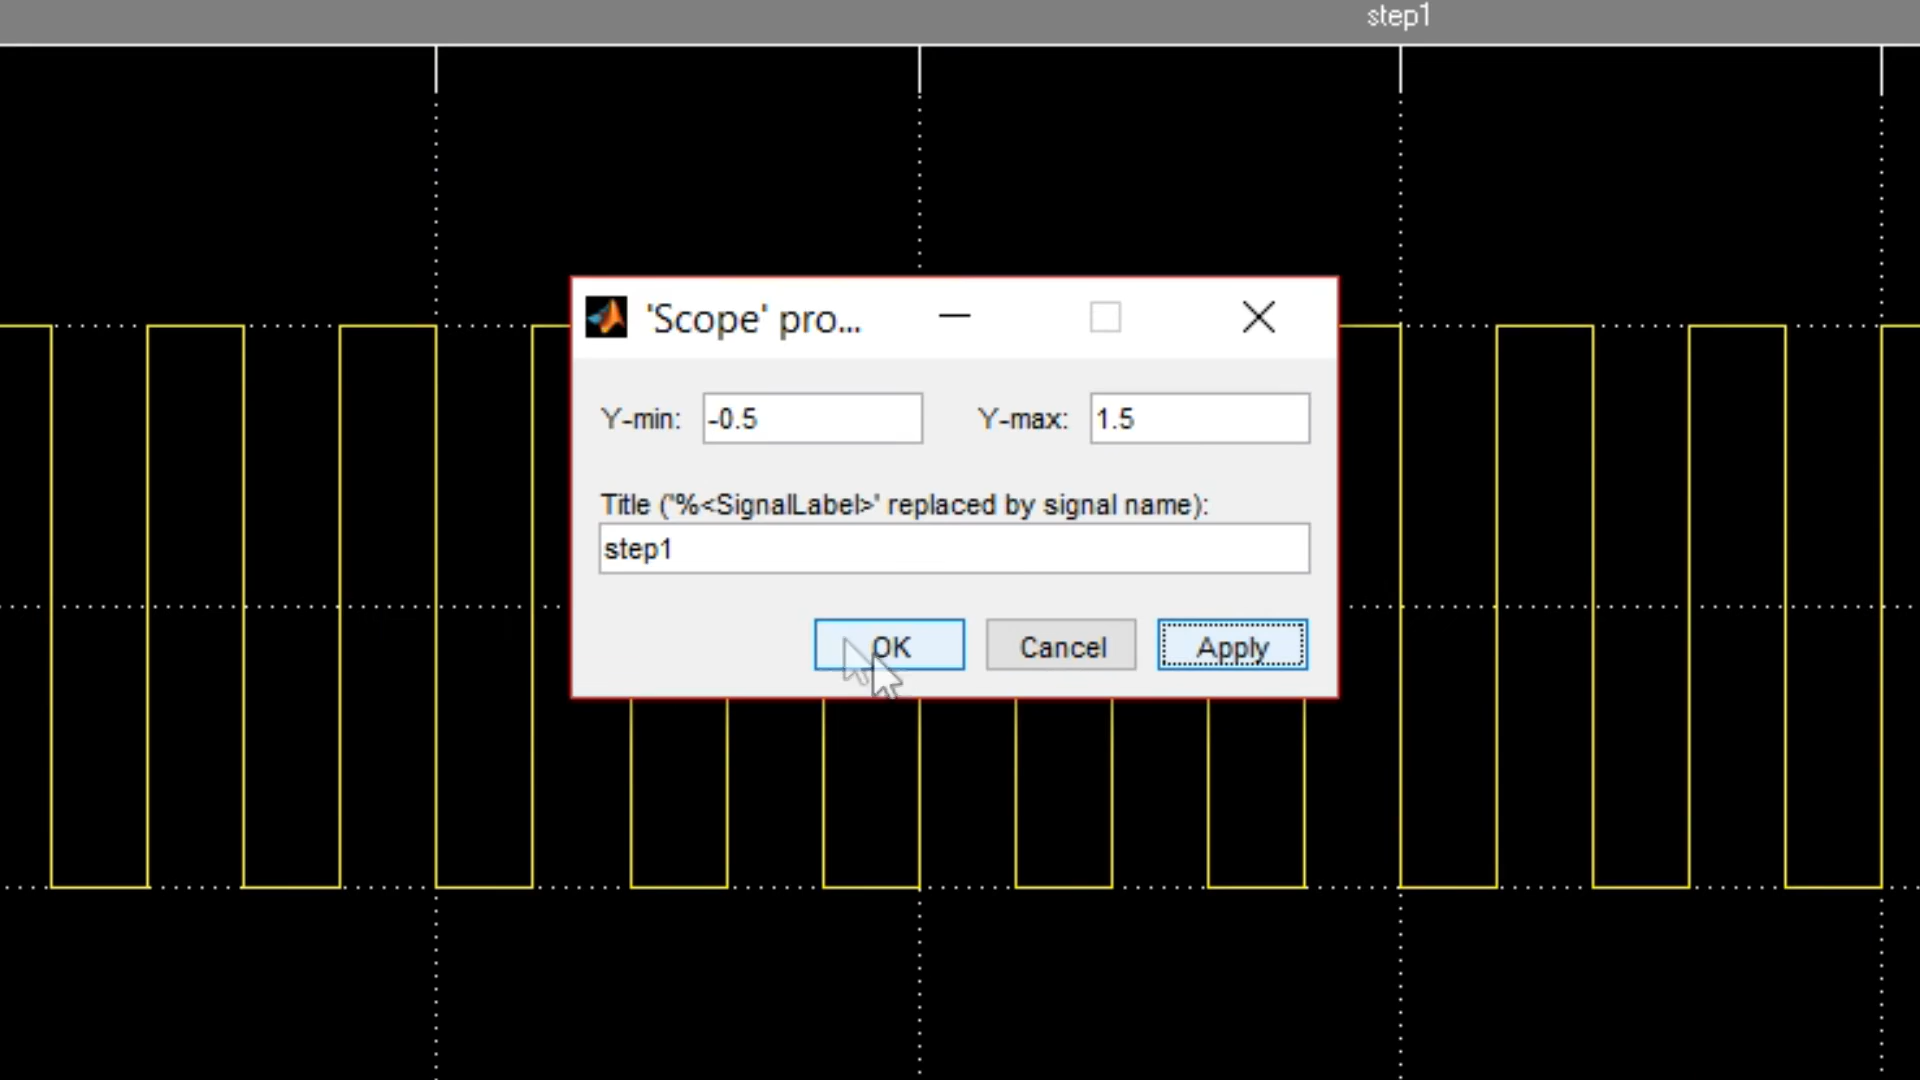 step1
'Scope' pro...
Y-min: -0.5 Y-max: 1.5
Title ('%<SignalLabel>' replaced by signal name):
step1
OK Cancel Apply